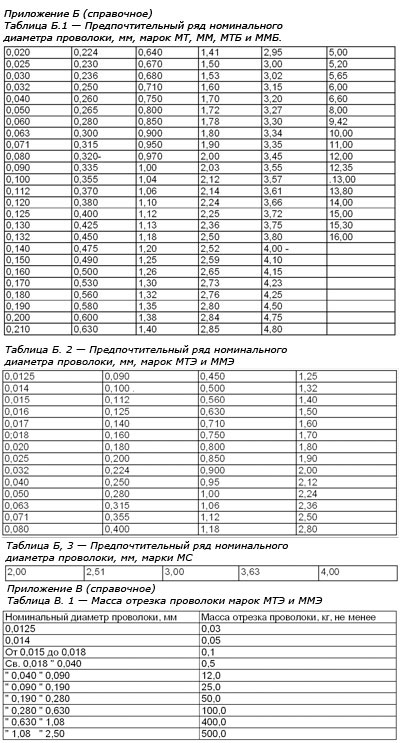 Приложение Б (справочное)
Таблица Б.1 — Предпочтительный ряд номинального
диаметра проволоки, мм, марок МТ, ММ, МТБ и ММБ.
0,020 0,224 0,640 1,41 2,95 5,00
0,025 0,230 0,670 1,50 3,00 5,20
0,030 0,236 0,680 1,53 3,02 5,65
0,032 0,250 0,710 1,60 3,15 6,00
0,040 0,260 0,750 1,70 3,20 6,60
0,050 0,265 0,800 1,72 3,27 8,00
0,060 0,280 0,850 1,78 3,30 9,42
0,063 0,300 0,900 1,80 3,34 10,00
0,071 0,315 0,950 1,90 3,35 11,00
0,080 0,320- 0,970 2,00 3,45 12,00
0,090 0,335 1,00 2,03 3,55 12,35
0,100 0,355 1,04 2,12 3,57 .13,00
0,112 0,370 1,06 2,14 3,61 13,80
0,120 0,380 1,10 2,24 3,66 14,00
0,125 0,400 1,12 2,25 3,72 15,00
0,130 0,425 1,13 2,36 3,75 15,30
0,132 0,450 1,18 2,50 3,80 16,00
0,140 0,475 1,20 2,52 4,00 -
0,150 0,490 1,25 2,59 4,10
0,160 0,500 1,26 2,65 4,15
0,170 0,530 1,30 2,73 4,23
0,180 0,560 1,32 2,76 4,25
0,190 0,580 1,35 2,80 4,50
0,200 0,600 1,38 2,84 4,75
0,210 0,630 1,40 2,85 4,80
Таблица Б. 2 — Предпочтительный ряд номинального
диаметра проволоки, мм, марок МТЭ и ММЭ
0,0125 0,090 0,450 1,25
0,014 0,100 . 0,500 1,32
0,015 0,112 0,560 1,40
0,016 0,125 0,630 1,50
0,017 0,140 0,710 1,60
0;018 0,160 0,750 1,70
0,020 0,180 0,800 1,80
0,025 0,200 0,850 1,90
0,032 0,224 0,900 2,00
0,040 0,250 0,95 2,12
0,050 0,280 1,00 2,24
0,063 0,315 1,06 2,36
0,071 0,355 1,12 2,50
0,080 0,400 1,18 2,80
Таблица Б, 3 — Предпочтительный ряд номинального
диаметра проволоки, мм, марки МС
2,00 2,51 3,00 3,63 4,00
Приложение В (справочное)
Таблица В. 1 — Масса отрезка проволоки марок МТЭ и ММЭ
Номинальный диаметр проволоки, мм Масса отрезка проволоки, кг, не менее
0,0125 0,03
0,014 0,05
От 0,015 до 0,018 0,1
Св. 0,018 " 0,040 0,5
" 0,040 " 0,090 12,0
" 0,090 " 0,190 25,0
" 0,190 " 0,280 50,0
" 0,280 " 0,630 100,0
" 0,630 " 1,08 400,0
" 1,08 " 2,50 500,0